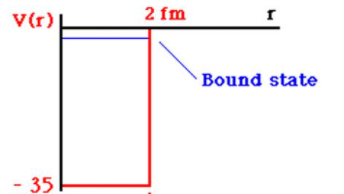 V(r)
2 fm
r
Bound state
- 35